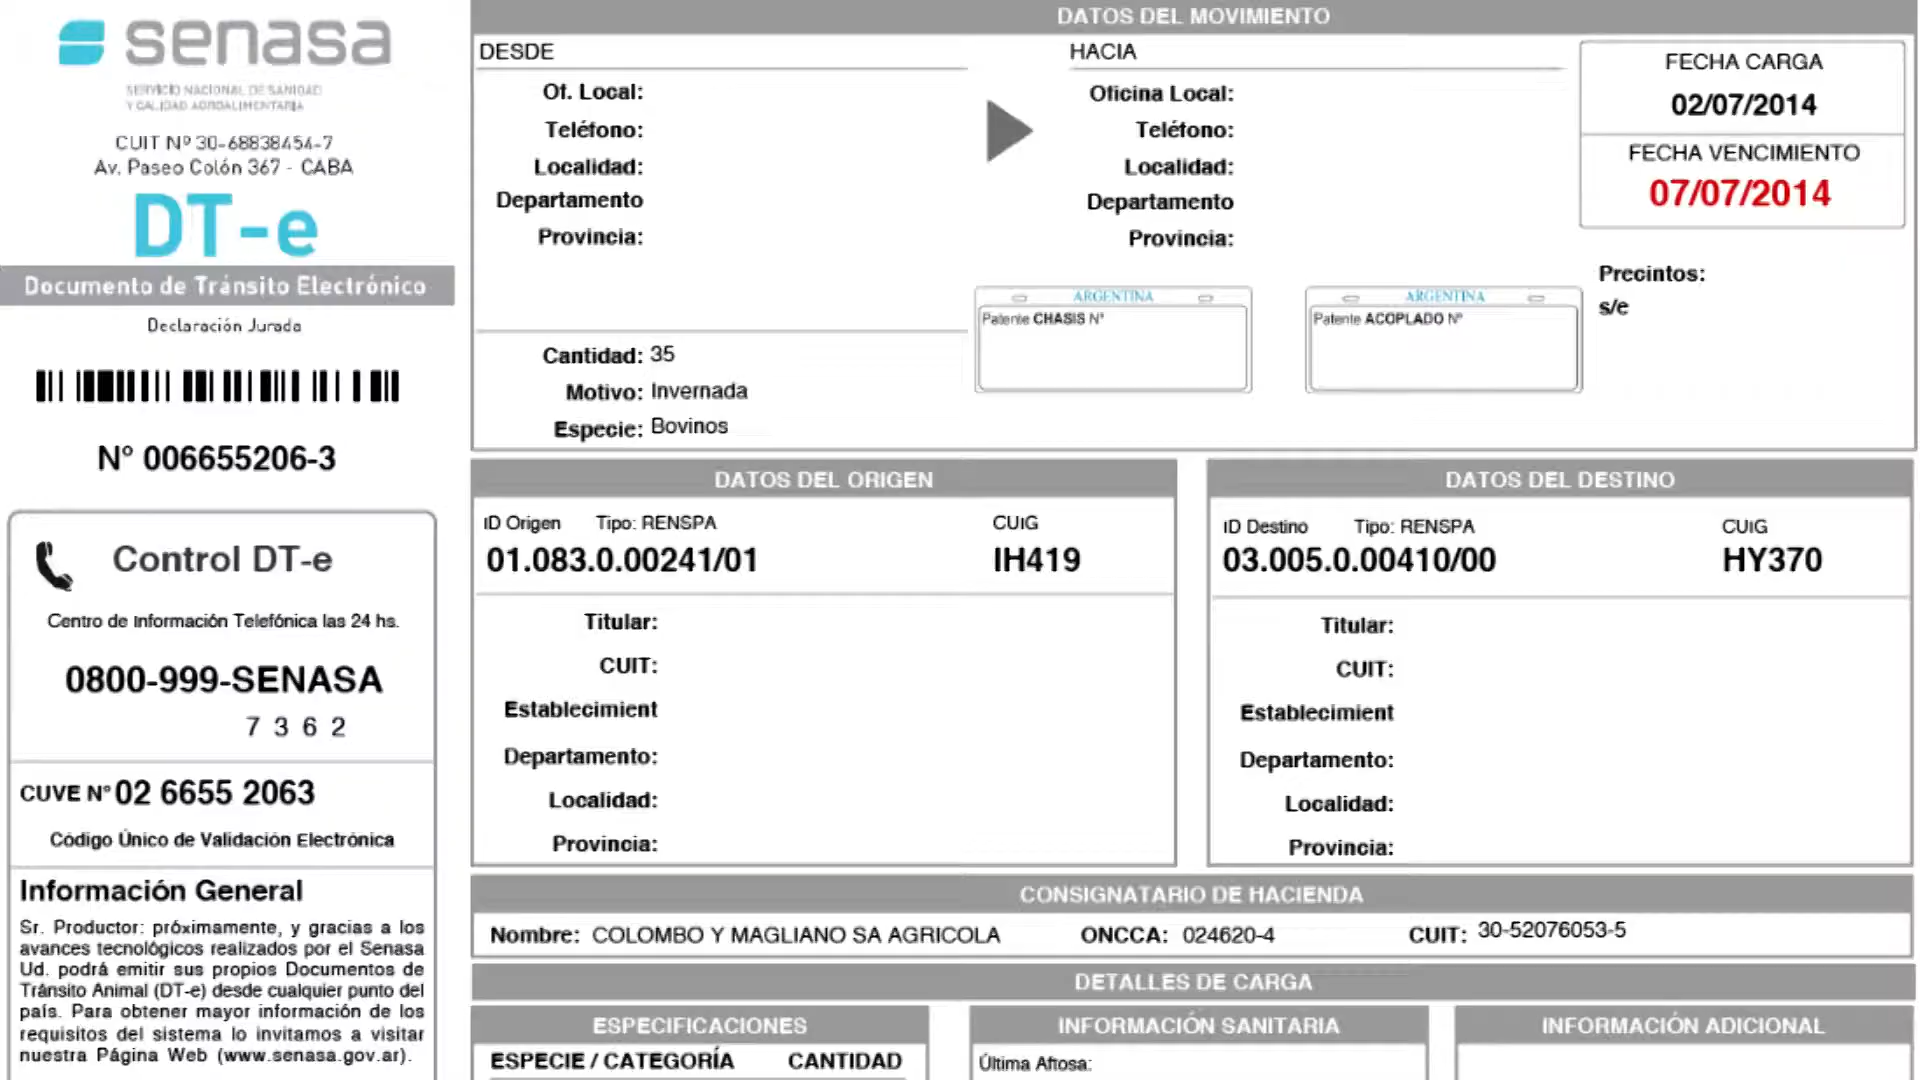 senasa
SERVICIO NACIONAL DE SANIDAD
Y CALIDAD AGROALIMENTARIA
CUIT Nº 30-68838454-7
Av. Paseo Colón 367 - CABA
DT-e
Documento de Tránsito Electrónico
Declaración Jurada
N° 006655206-3
Control DT-e
Centro de Información Telefónica las 24 hs.
0800-999-SENASA
7 3 6 2
CUVE N° 02 6655 2063
Código Único de Validación Electrónica
Información General
Sr. Productor: próximamente, y gracias a los
avances tecnológicos realizados por el Senasa
Ud. podrá emitir sus propios Documentos de
Tránsito Animal (DT-e) desde cualquier punto del
país. Para obtener mayor información de los
requisitos del sistema lo invitamos a visitar
nuestra Página Web (www.senasa.gov.ar).
DATOS DEL MOVIMIENTO
DESDE
Of. Local:
Teléfono:
Localidad:
Departamento
Provincia:
Cantidad: 35
Motivo: Invernada
Especie: Bovinos
HACIA
Oficina Local:
Teléfono:
Localidad:
Departamento
Provincia:
ARGENTINA
Patente CHASIS N°
ARGENTINA
Patente ACOPLADO N°
FECHA CARGA
02/07/2014
FECHA VENCIMIENTO
07/07/2014
Precintos:
s/e
DATOS DEL ORIGEN
ID Origen Tipo: RENSPA CUIG
01.083.0.00241/01 IH419
Titular:
CUIT:
Establecimient
Departamento:
Localidad:
Provincia:
DATOS DEL DESTINO
ID Destino Tipo: RENSPA CUIG
03.005.0.00410/00 HY370
Titular:
CUIT:
Establecimient
Departamento:
Localidad:
Provincia:
CONSIGNATARIO DE HACIENDA
Nombre: COLOMBO Y MAGLIANO SA AGRICOLA ONCCA: 024620-4 CUIT: 30-52076053-5
DETALLES DE CARGA
ESPECIFICACIONES
ESPECIE / CATEGORÍA CANTIDAD
INFORMACIÓN SANITARIA
Última Aftosa:
INFORMACIÓN ADICIONAL